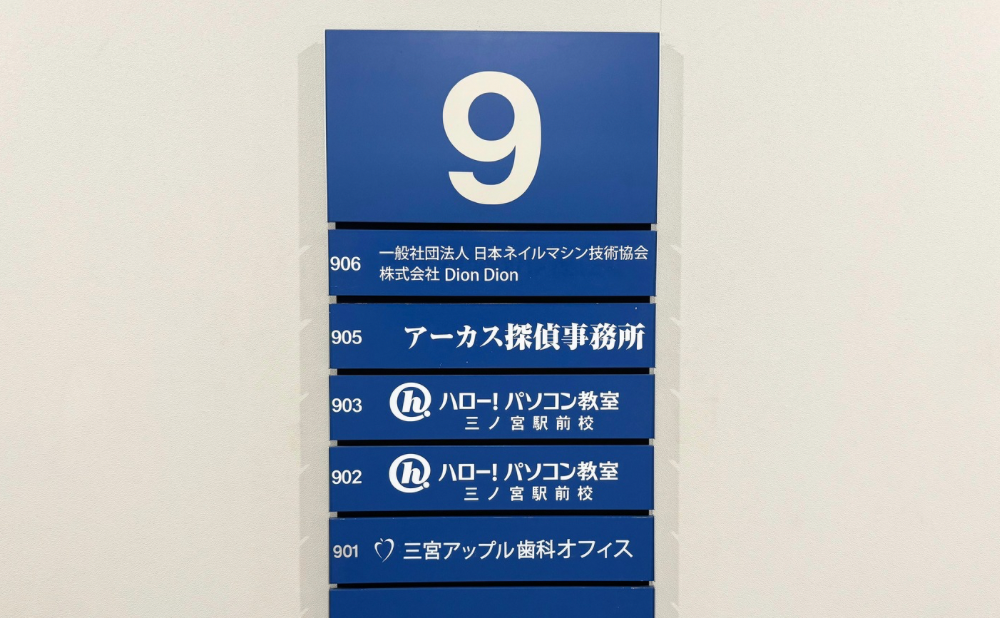 9
906 一般社団法人 日本ネイルマシン技術協会
株式会社 Dion Dion
905 アーカス探偵事務所
903 h ハロー！パソコン教室
三ノ宮駅前校
902 h ハロー！パソコン教室
三ノ宮駅前校
901 三宮アップル歯科オフィス